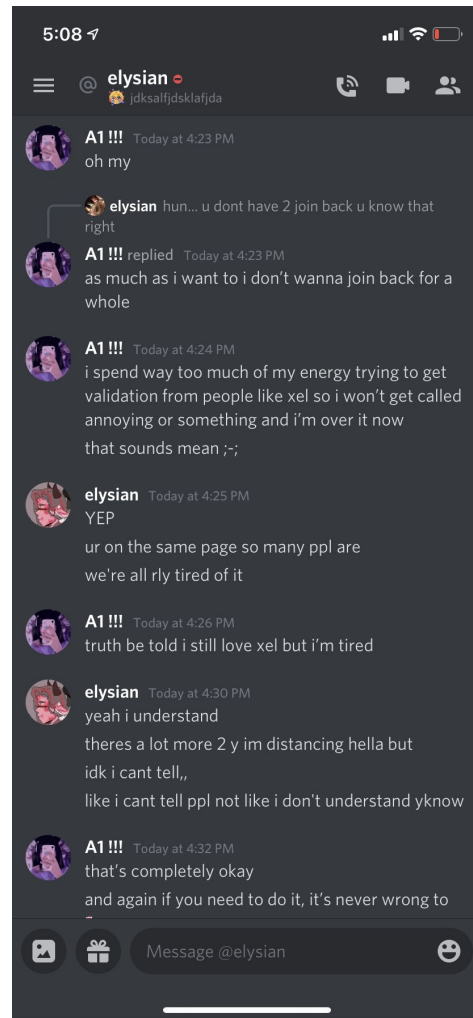 5:08
@ elysian
jdksalfjdsklafjda
A1 !!! Today at 4:23 PM
oh my
elysian hun... u dont have 2 join back u know that
right
A1 !!! replied Today at 4:23 PM
as much as i want to i don’t wanna join back for a
whole
A1 !!! Today at 4:24 PM
i spend way too much of my energy trying to get
validation from people like xel so i won’t get called
annoying or something and i’m over it now
that sounds mean ;-;
elysian Today at 4:25 PM
YEP
ur on the same page so many ppl are
we're all rly tired of it
A1 !!! Today at 4:26 PM
truth be told i still love xel but i’m tired
elysian Today at 4:30 PM
yeah i understand
theres a lot more 2 y im distancing hella but
idk i cant tell,,
like i cant tell ppl not like i don't understand yknow
A1 !!! Today at 4:32 PM
that’s completely okay
and again if you need to do it, it’s never wrong to
Message @elysian